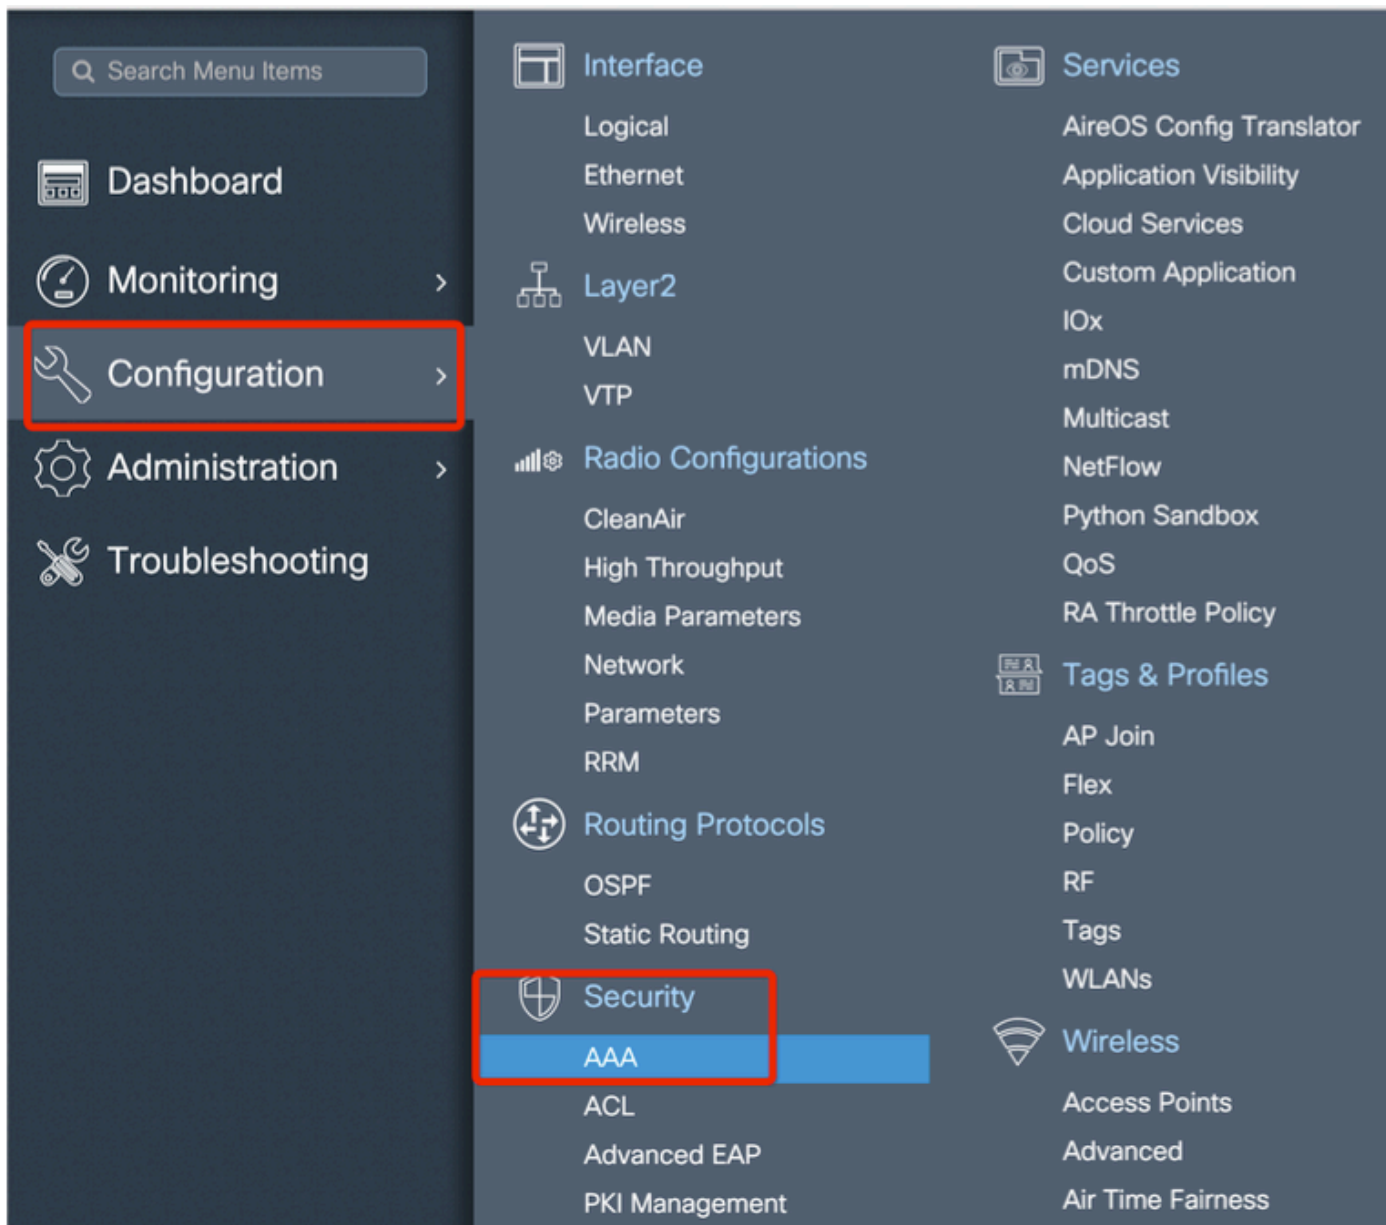 Search Menu Items
Dashboard
Monitoring
Configuration
Administration
Troubleshooting
Interface
Logical
Ethernet
Wireless
Layer2
VLAN
VTP
Radio Configurations
CleanAir
High Throughput
Media Parameters
Network
Parameters
RRM
Routing Protocols
OSPF
Static Routing
Security
AAA
ACL
Advanced EAP
PKI Management
Services
AireOS Config Translator
Application Visibility
Cloud Services
Custom Application
IOx
mDNS
Multicast
NetFlow
Python Sandbox
QoS
RA Throttle Policy
Tags & Profiles
AP Join
Flex
Policy
RF
Tags
WLANs
Wireless
Access Points
Advanced
Air Time Fairness